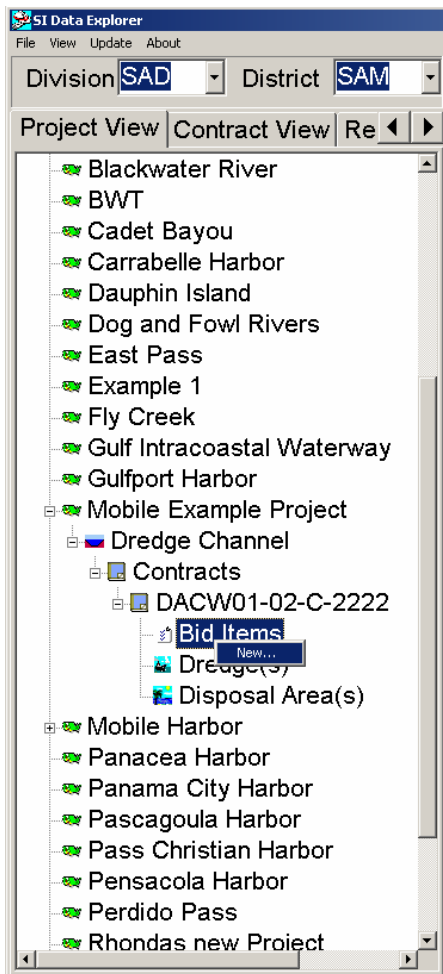 SI Data Explorer
File View Update About
Division SAD District SAM
Project View Contract View Re
Blackwater River
BWT
Cadet Bayou
Carrabelle Harbor
Dauphin Island
Dog and Fowl Rivers
East Pass
Example 1
Fly Creek
Gulf Intracoastal Waterway
Gulfport Harbor
Mobile Example Project
Dredge Channel
Contracts
DACW01-02-C-2222
Bid Items
New...
Dredge(s)
Disposal Area(s)
Mobile Harbor
Panacea Harbor
Panama City Harbor
Pascagoula Harbor
Pass Christian Harbor
Pensacola Harbor
Perdido Pass
Rhondas new Project